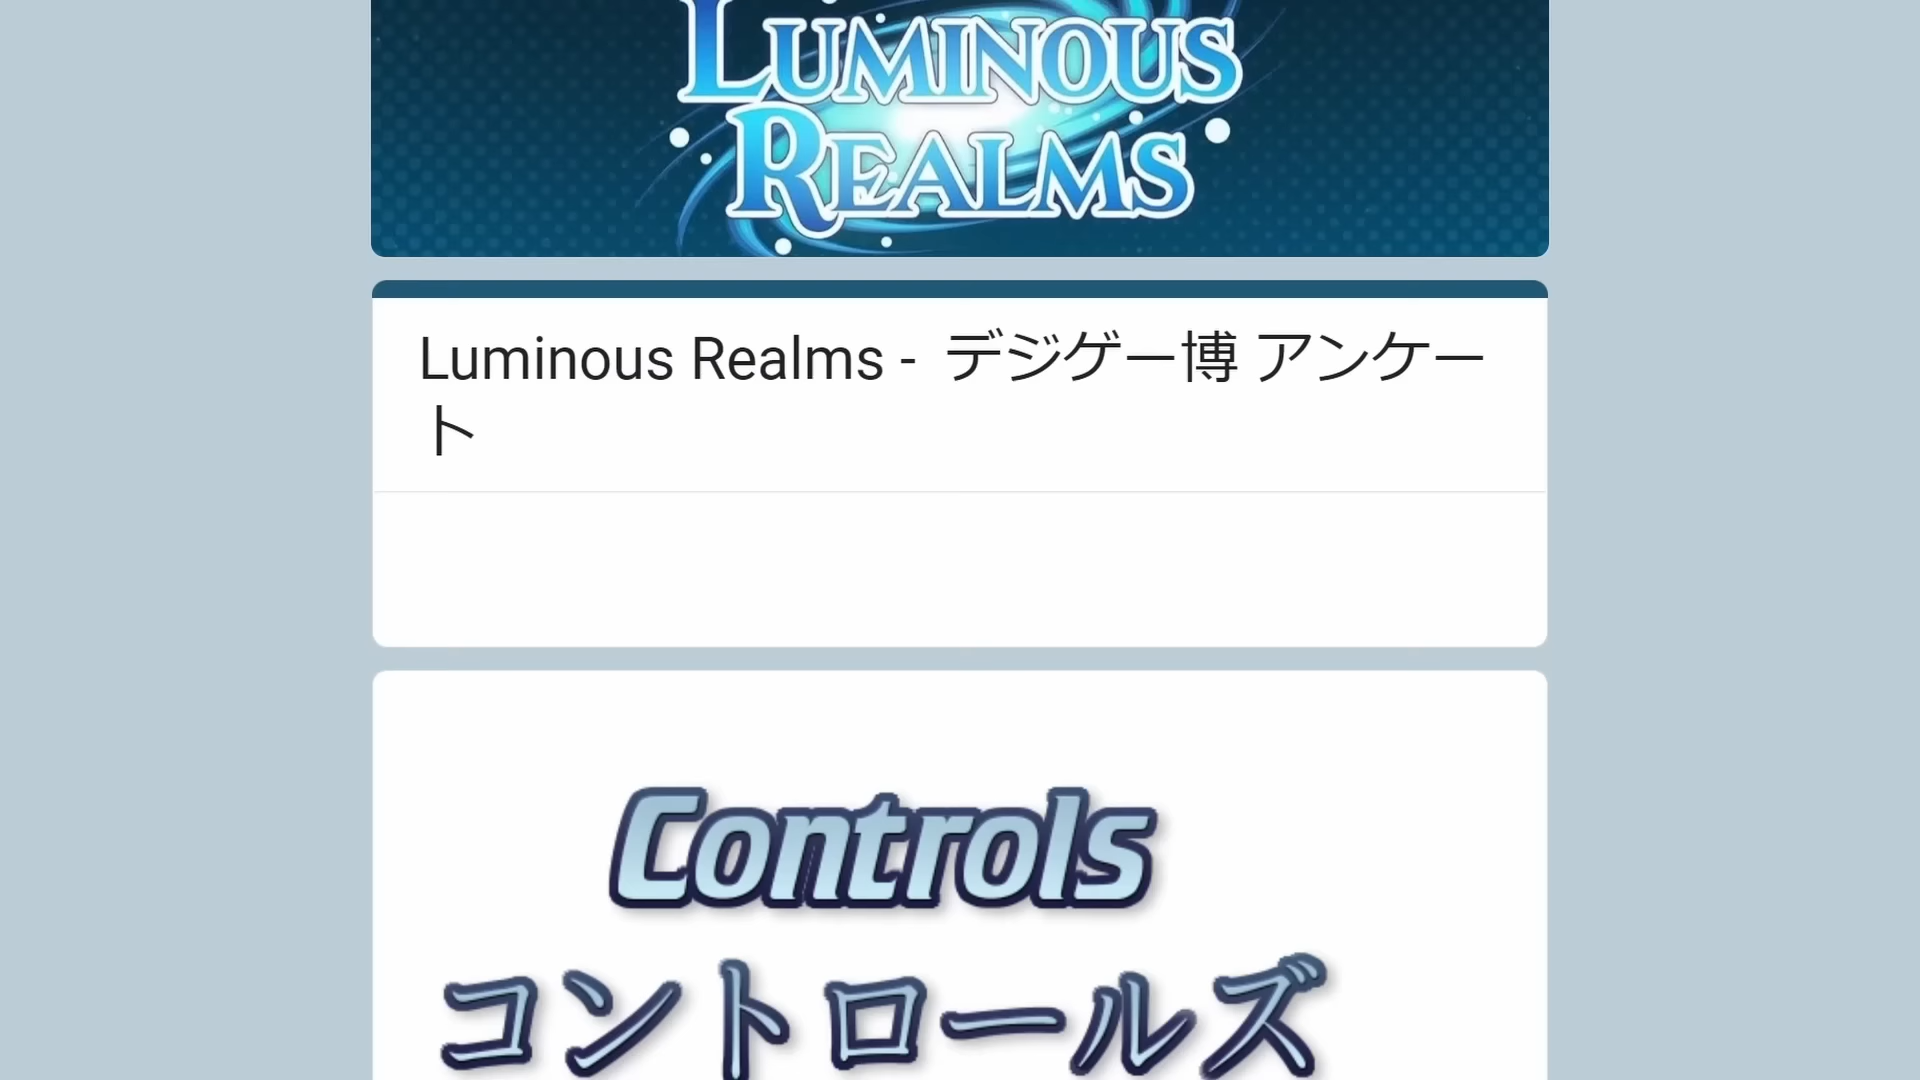 LUMINOUS
REALMS
Luminous Realms - デジゲー博 アンケー
ト
Controls
コントロールズ